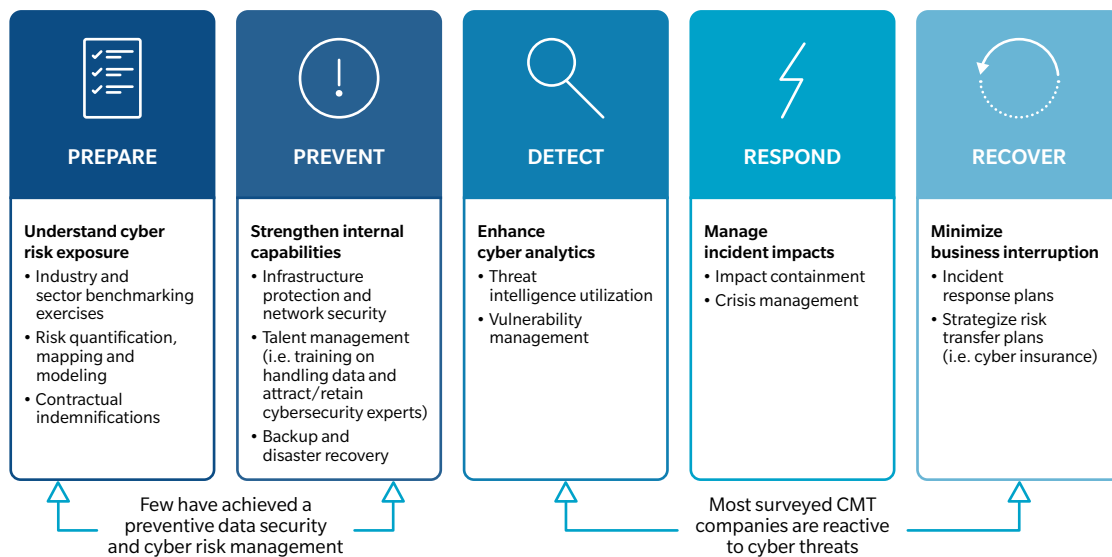 PREPARE
Understand cyber
risk exposure
• Industry and
sector benchmarking
exercises
• Risk quantification,
mapping and
modeling
• Contractual
indemnifications
PREVENT
Strengthen internal
capabilities
• Infrastructure
protection and
network security
• Talent management
(i.e. training on
handling data and
attract/retain
cybersecurity experts)
• Backup and
disaster recovery
DETECT
Enhance
cyber analytics
• Threat
intelligence utilization
• Vulnerability
management
RESPOND
Manage
incident impacts
• Impact containment
• Crisis management
RECOVER
Minimize
business interruption
• Incident
response plans
• Strategize risk
transfer plans
(i.e. cyber insurance)
Few have achieved a
preventive data security
and cyber risk management
Most surveyed CMT
companies are reactive
to cyber threats